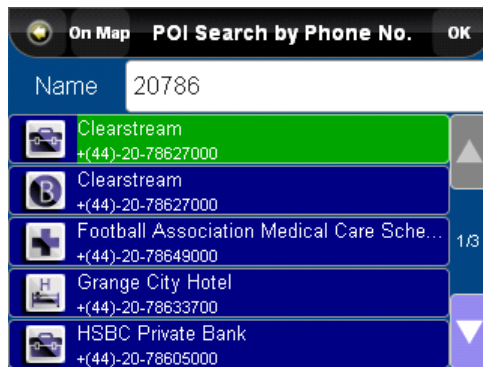 On Map POI Search by Phone No. OK
Name 20786
Clearstream
+(44)-20-78627000
B Clearstream
+(44)-20-78627000
Football Association Medical Care Sche...
+(44)-20-78649000
1/3
H Grange City Hotel
+(44)-20-78633700
HSBC Private Bank
+(44)-20-78605000